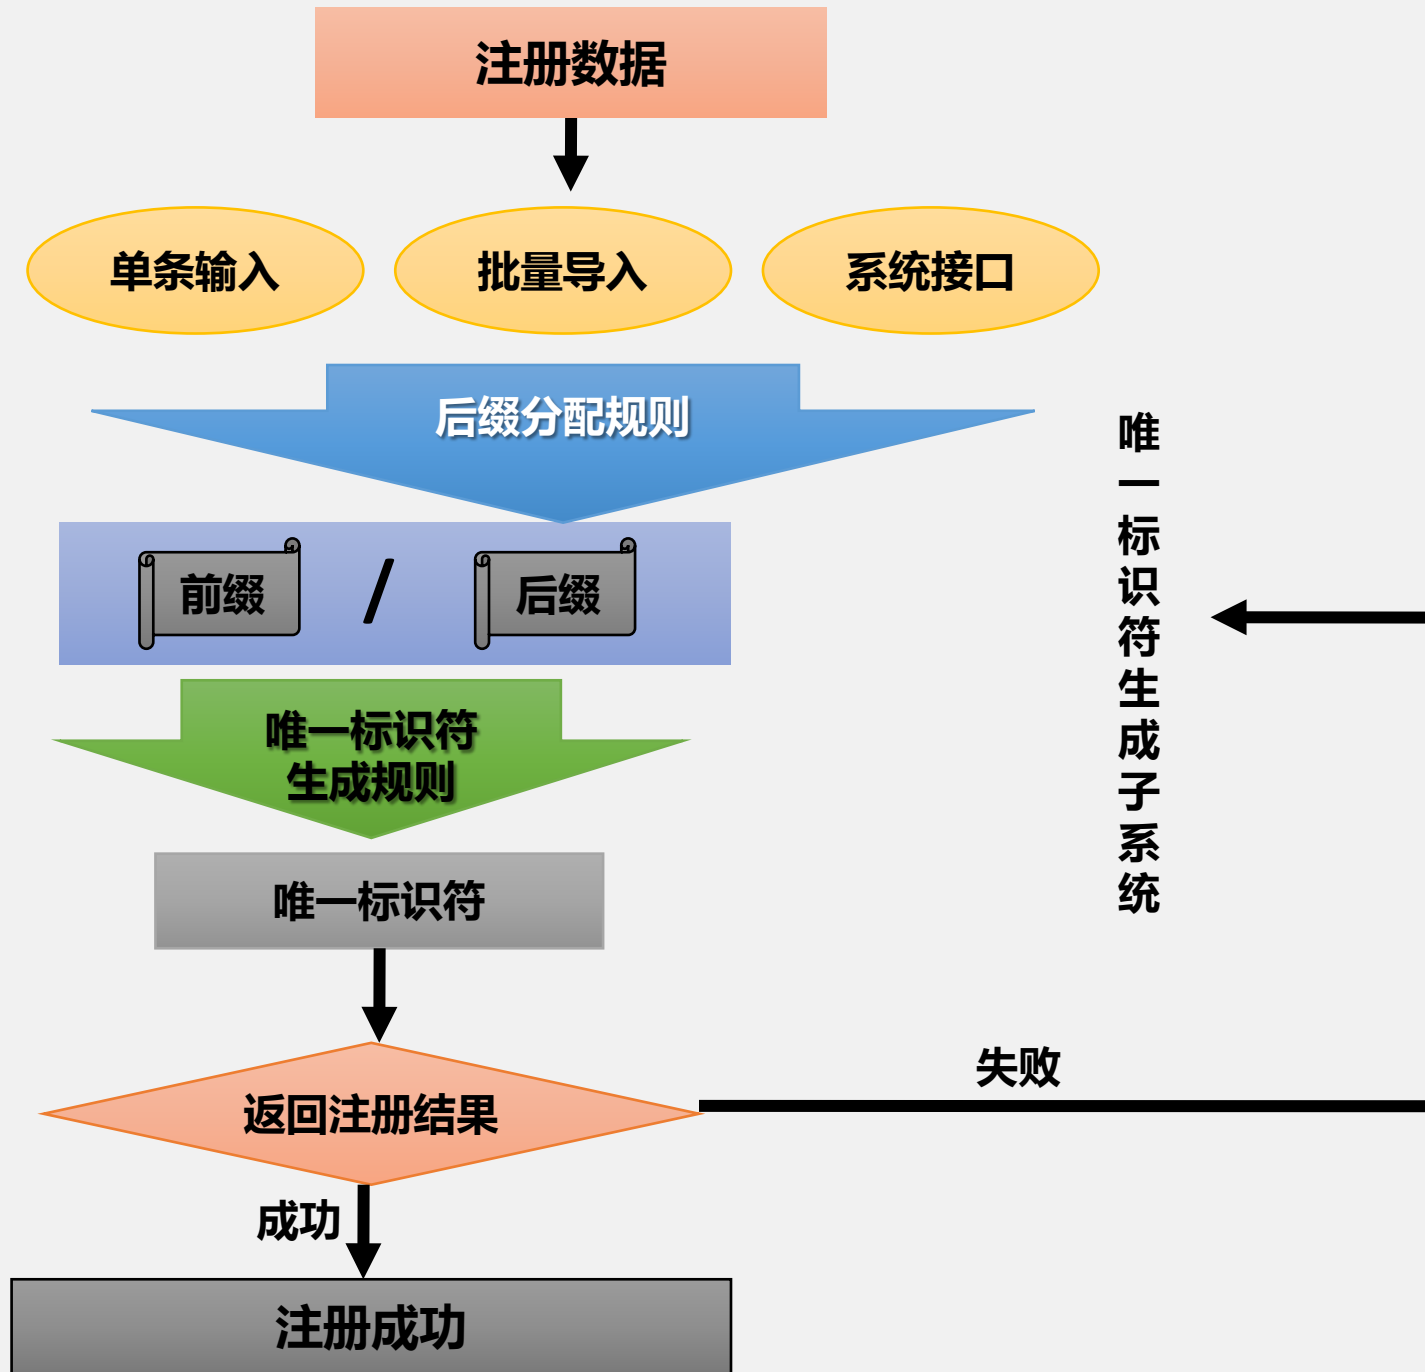 注册数据
单条输入
批量导入
系统接口
后缀分配规则
前缀
/
后缀
唯一标识符
生成规则
唯一标识符
唯一标识符生成子系统
返回注册结果
失败
成功
注册成功